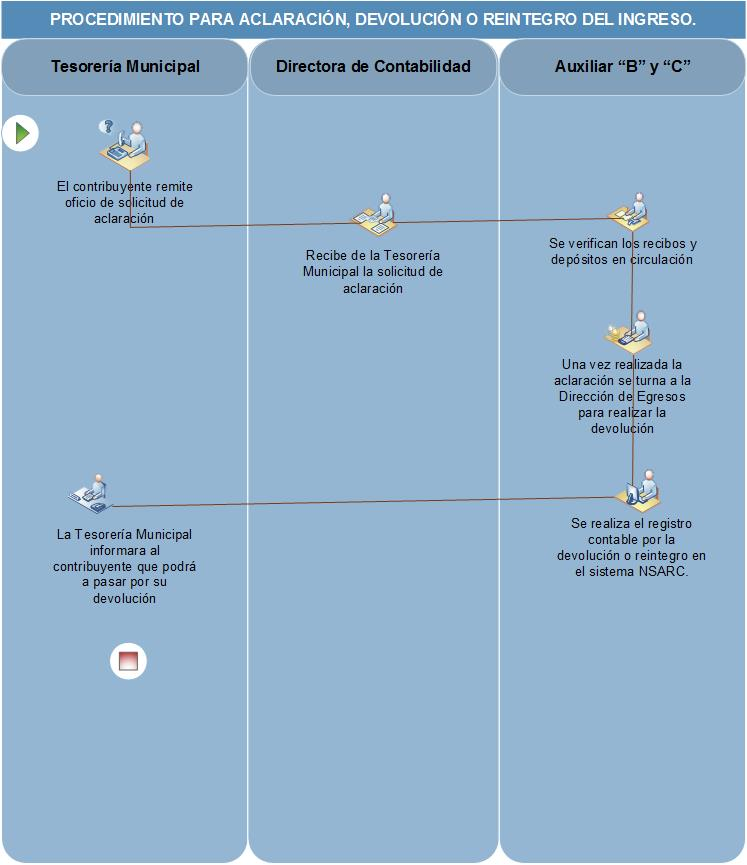 PROCEDIMIENTO PARA ACLARACIÓN, DEVOLUCIÓN O REINTEGRO DEL INGRESO.
Tesorería Municipal
Directora de Contabilidad
Auxiliar “B” y “C”
El contribuyente remite
oficio de solicitud de
aclaración
Recibe de la Tesorería
Municipal la solicitud de
aclaración
Se verifican los recibos y
depósitos en circulación
Una vez realizada la
aclaración se turna a la
Dirección de Egresos
para realizar la
devolución
Se realiza el registro
contable por la
devolución o reintegro en
el sistema NSARC.
La Tesorería Municipal
informara al
contribuyente que podrá
a pasar por su
devolución